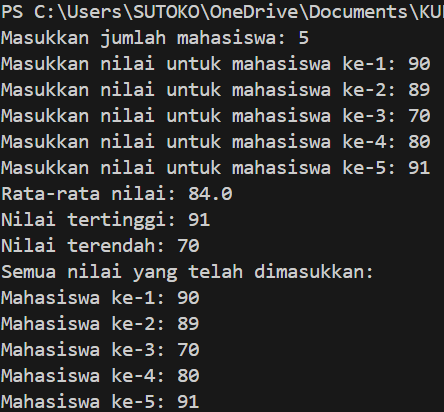 PS C:\Users\SUTOKO\OneDrive\Documents\KU
Masukkan jumlah mahasiswa: 5
Masukkan nilai untuk mahasiswa ke-1: 90
Masukkan nilai untuk mahasiswa ke-2: 89
Masukkan nilai untuk mahasiswa ke-3: 70
Masukkan nilai untuk mahasiswa ke-4: 80
Masukkan nilai untuk mahasiswa ke-5: 91
Rata-rata nilai: 84.0
Nilai tertinggi: 91
Nilai terendah: 70
Semua nilai yang telah dimasukkan:
Mahasiswa ke-1: 90
Mahasiswa ke-2: 89
Mahasiswa ke-3: 70
Mahasiswa ke-4: 80
Mahasiswa ke-5: 91